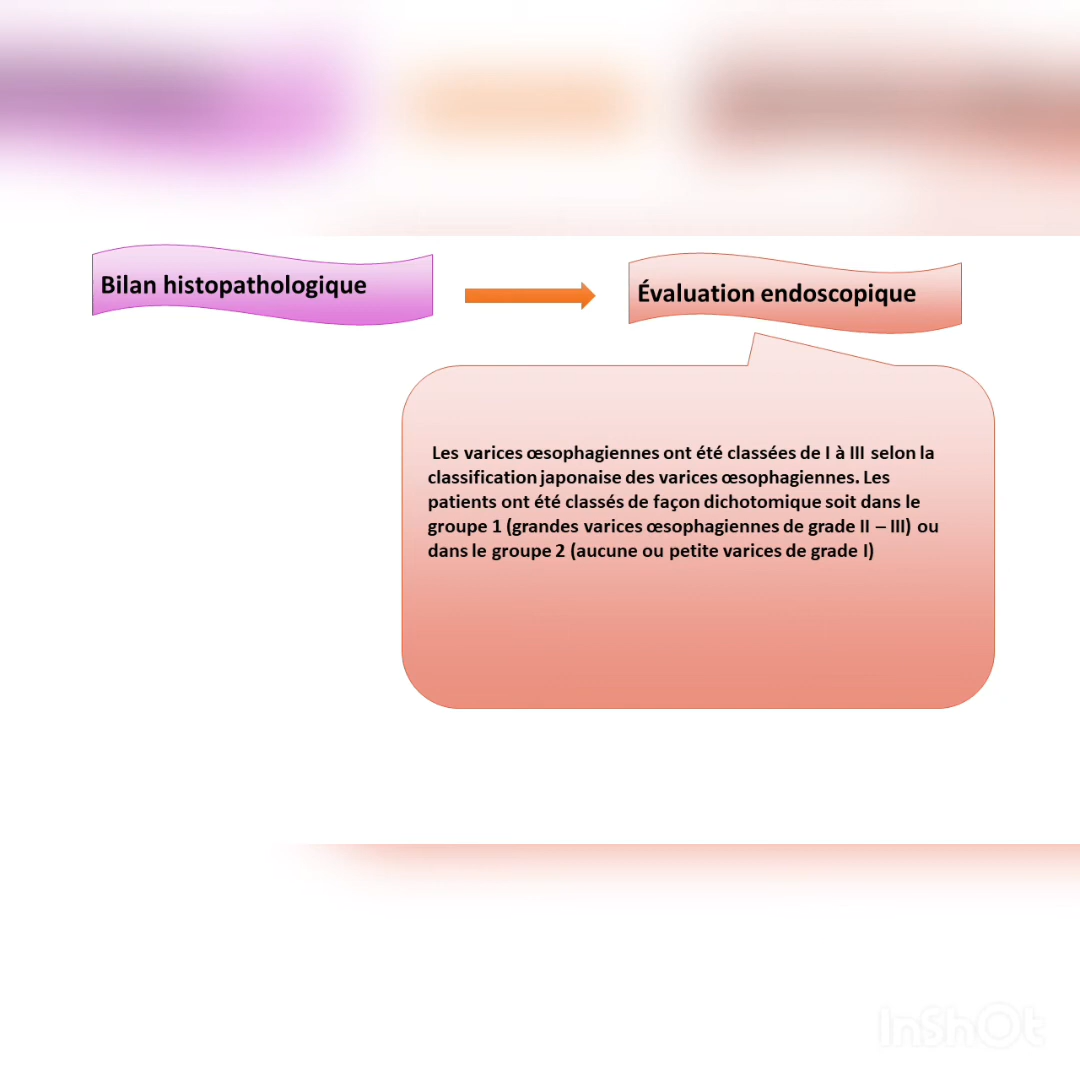 Bilan histopathologique
Évaluation endoscopique
Les varices œsophagiennes ont été classées de I à III selon la
classification japonaise des varices œsophagiennes. Les
patients ont été classés de façon dichotomique soit dans le
groupe 1 (grandes varices œsophagiennes de grade II – III) ou
dans le groupe 2 (aucune ou petite varices de grade I)
InShOt